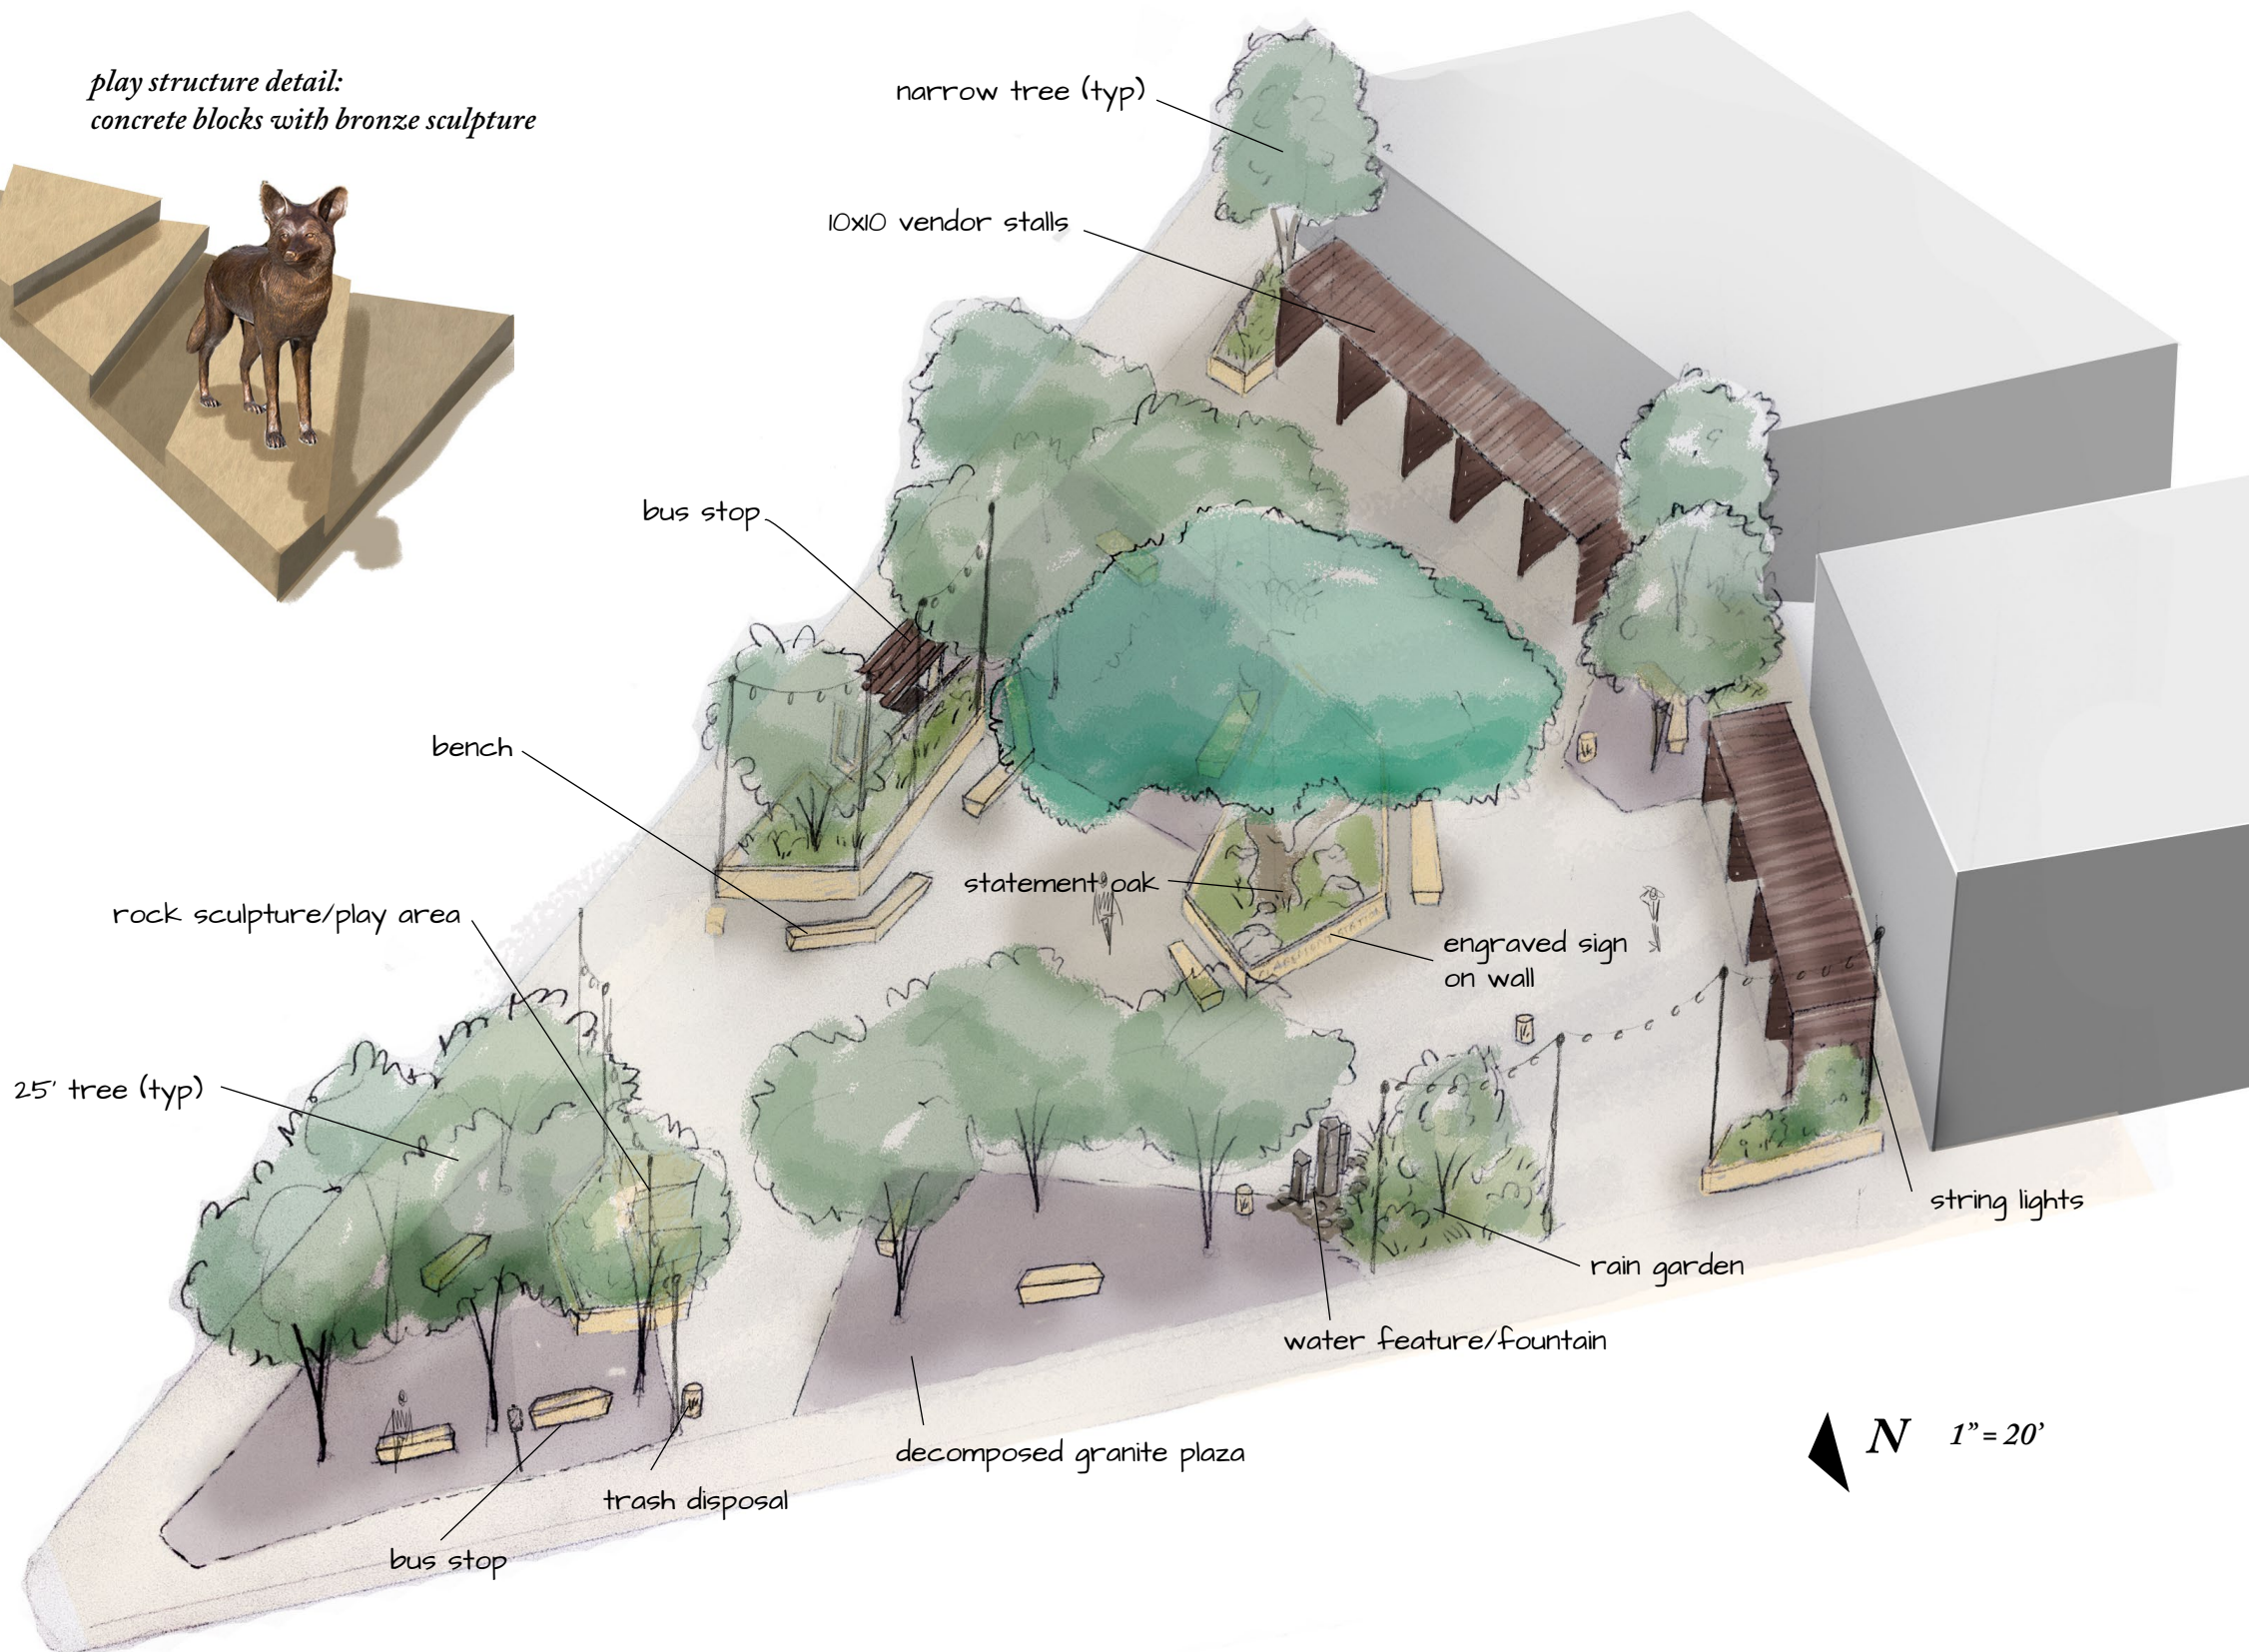 play structure detail:
concrete blocks with bronze sculpture
narrow tree (typ)
10x10 vendor stalls
bus stop
bench
statement oak
rock sculpture/play area
engraved sign
on wall
25' tree (typ)
string lights
rain garden
water feature/fountain
decomposed granite plaza
trash disposal
bus stop
N 1" = 20'